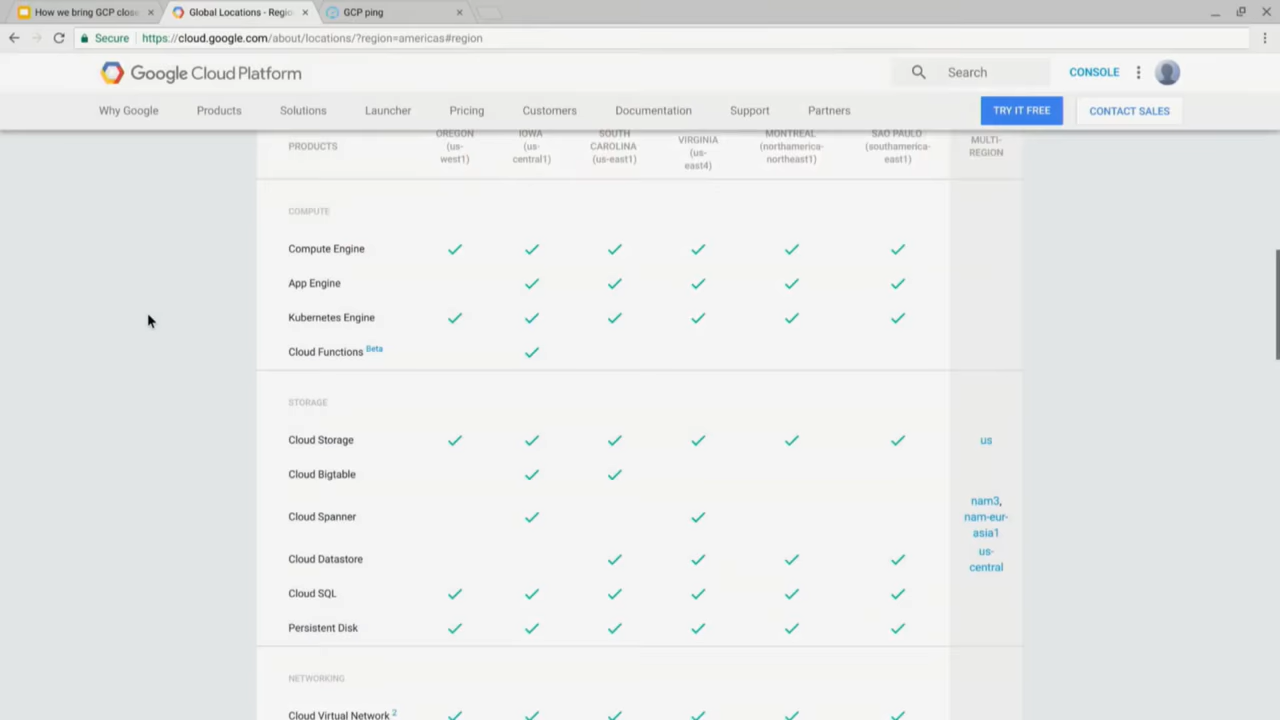 How we bring GCP close
Global Locations - Regio
GCP ping
Secure
https://cloud.google.com/about/locations/?region=americas#region
Google Cloud Platform
Search
CONSOLE
Why Google
Products
Solutions
Launcher
Pricing
Customers
Documentation
Support
Partners
TRY IT FREE
CONTACT SALES
PRODUCTS
OREGON
(us-
west1)
IOWA
(us-
central1)
SOUTH
CAROLINA
(us-east1)
VIRGINIA
(us-
east4)
MONTREAL
(northamerica-
northeast1)
SAO PAULO
(southamerica-
east1)
MULTI-
REGION
COMPUTE
Compute Engine
App Engine
Kubernetes Engine
Cloud Functions Beta
STORAGE
Cloud Storage
us
Cloud Bigtable
Cloud Spanner
nam3,
nam-eur-
asia1
Cloud Datastore
us-
central
Cloud SQL
Persistent Disk
NETWORKING
Cloud Virtual Network 2